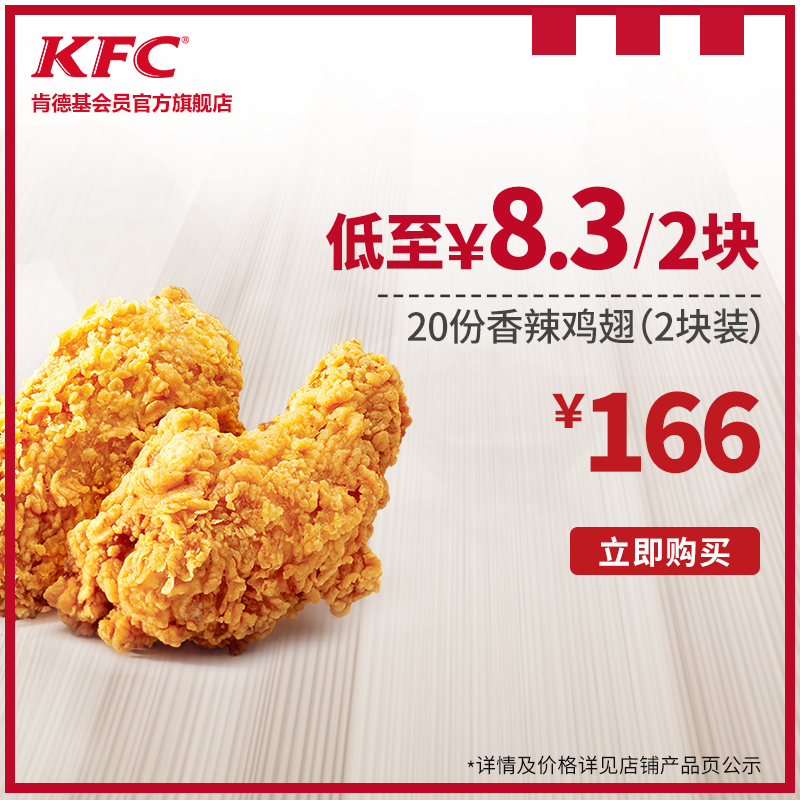 KFC®
肯德基会员官方旗舰店
低至¥8.3/2块
20份香辣鸡翅(2块装)
¥166
立即购买
*详情及价格详见店铺产品页公示